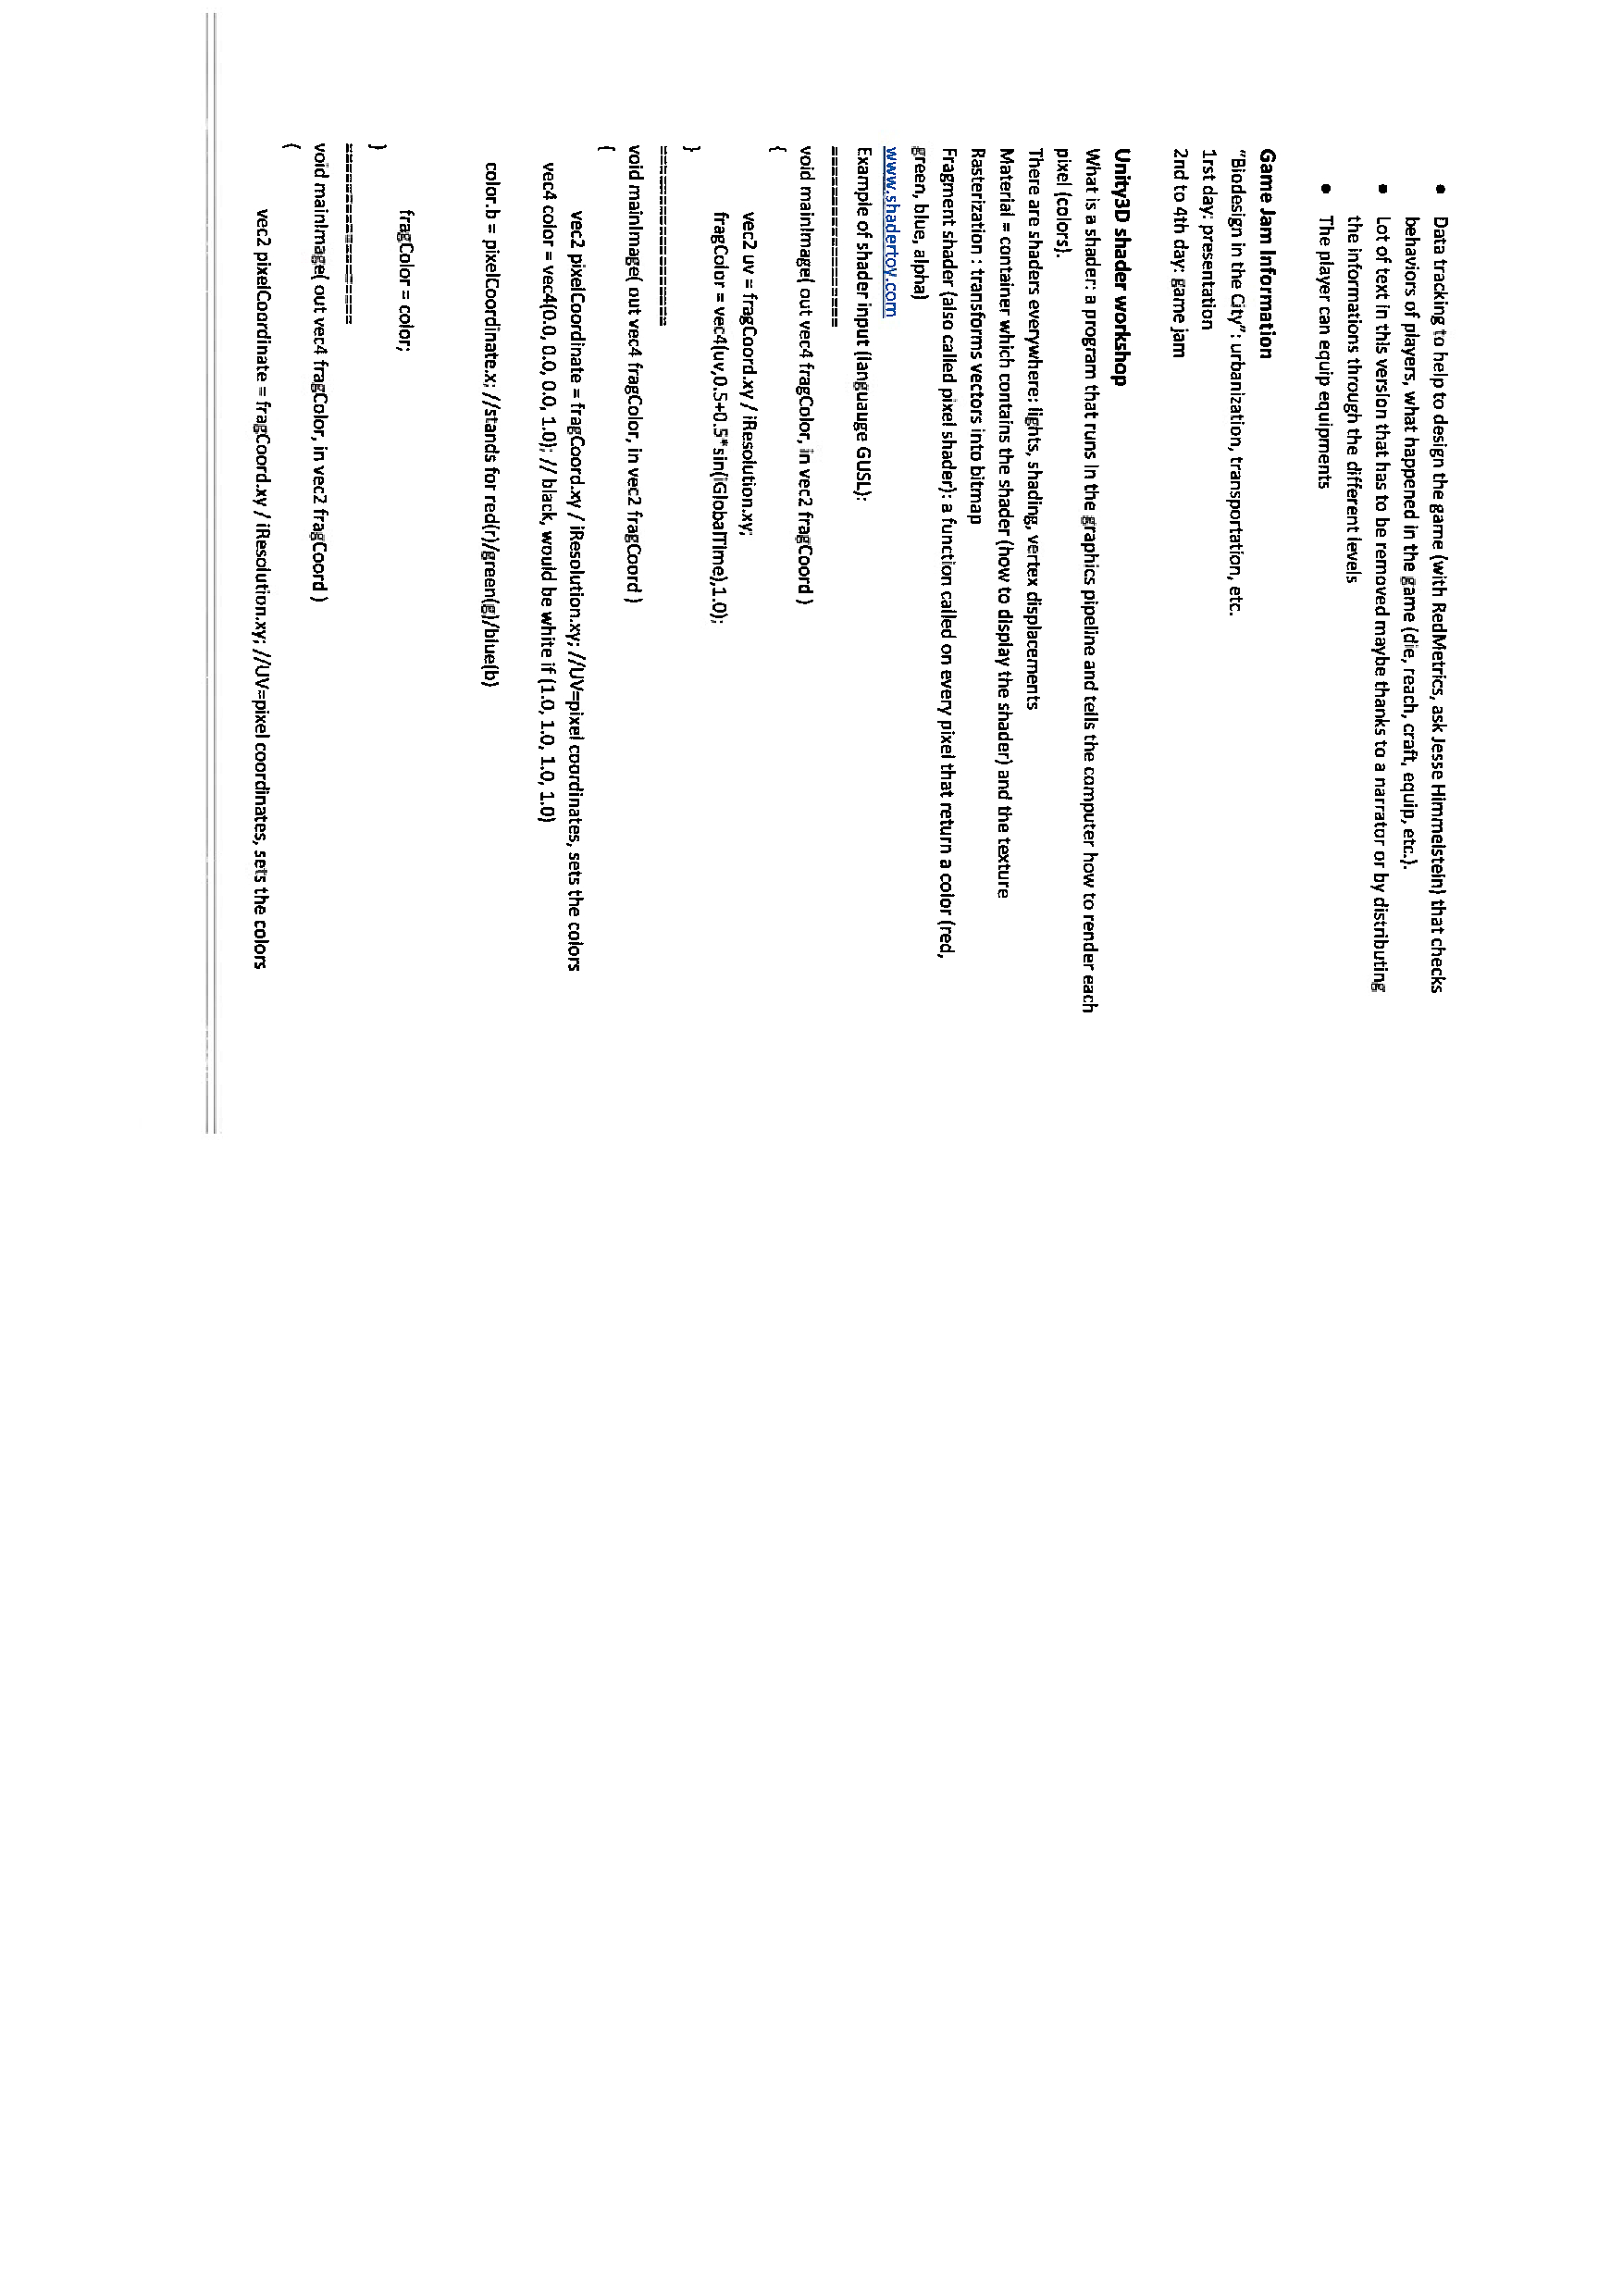 • Data tracking to help to design the game (with RedMetrics, ask Jesse Himmelstein) that checks
behaviors of players, what happened in the game (die, reach, craft, equip, etc.).
• Lot of text in this version that has to be removed maybe thanks to a narrator or by distributing
the informations through the different levels
• The player can equip equipments
Game Jam Information
"Biodesign in the City": urbanization, transportation, etc.
1rst day: presentation
2nd to 4th day: game jam
Unity3D shader workshop
What is a shader: a program that runs in the graphics pipeline and tells the computer how to render each
pixel (colors).
There are shaders everywhere: lights, shading, vertex displacements
Material = container which contains the shader (how to display the shader) and the texture
Rasterization : transforms vectors into bitmap
Fragment shader (also called pixel shader): a function called on every pixel that return a color (red,
green, blue, alpha)
www.shadertoy.com
Example of shader input (languauge GUSL):
====================
void mainImage( out vec4 fragColor, in vec2 fragCoord )
{
vec2 uv = fragCoord.xy / iResolution.xy;
fragColor = vec4(uv,0.5+0.5*sin(iGlobalTime),1.0);
}
====================
void mainImage( out vec4 fragColor, in vec2 fragCoord )
{
vec2 pixelCoordinate = fragCoord.xy / iResolution.xy; //UV=pixel coordinates, sets the colors
vec4 color = vec4(0.0, 0.0, 0.0, 1.0); // black, would be white if (1.0, 1.0, 1.0, 1.0)
color.b = pixelCoordinate.x; //stands for red(r)/green(g)/blue(b)
fragColor = color;
}
====================
void mainImage( out vec4 fragColor, in vec2 fragCoord )
{
vec2 pixelCoordinate = fragCoord.xy / iResolution.xy; //UV=pixel coordinates, sets the colors